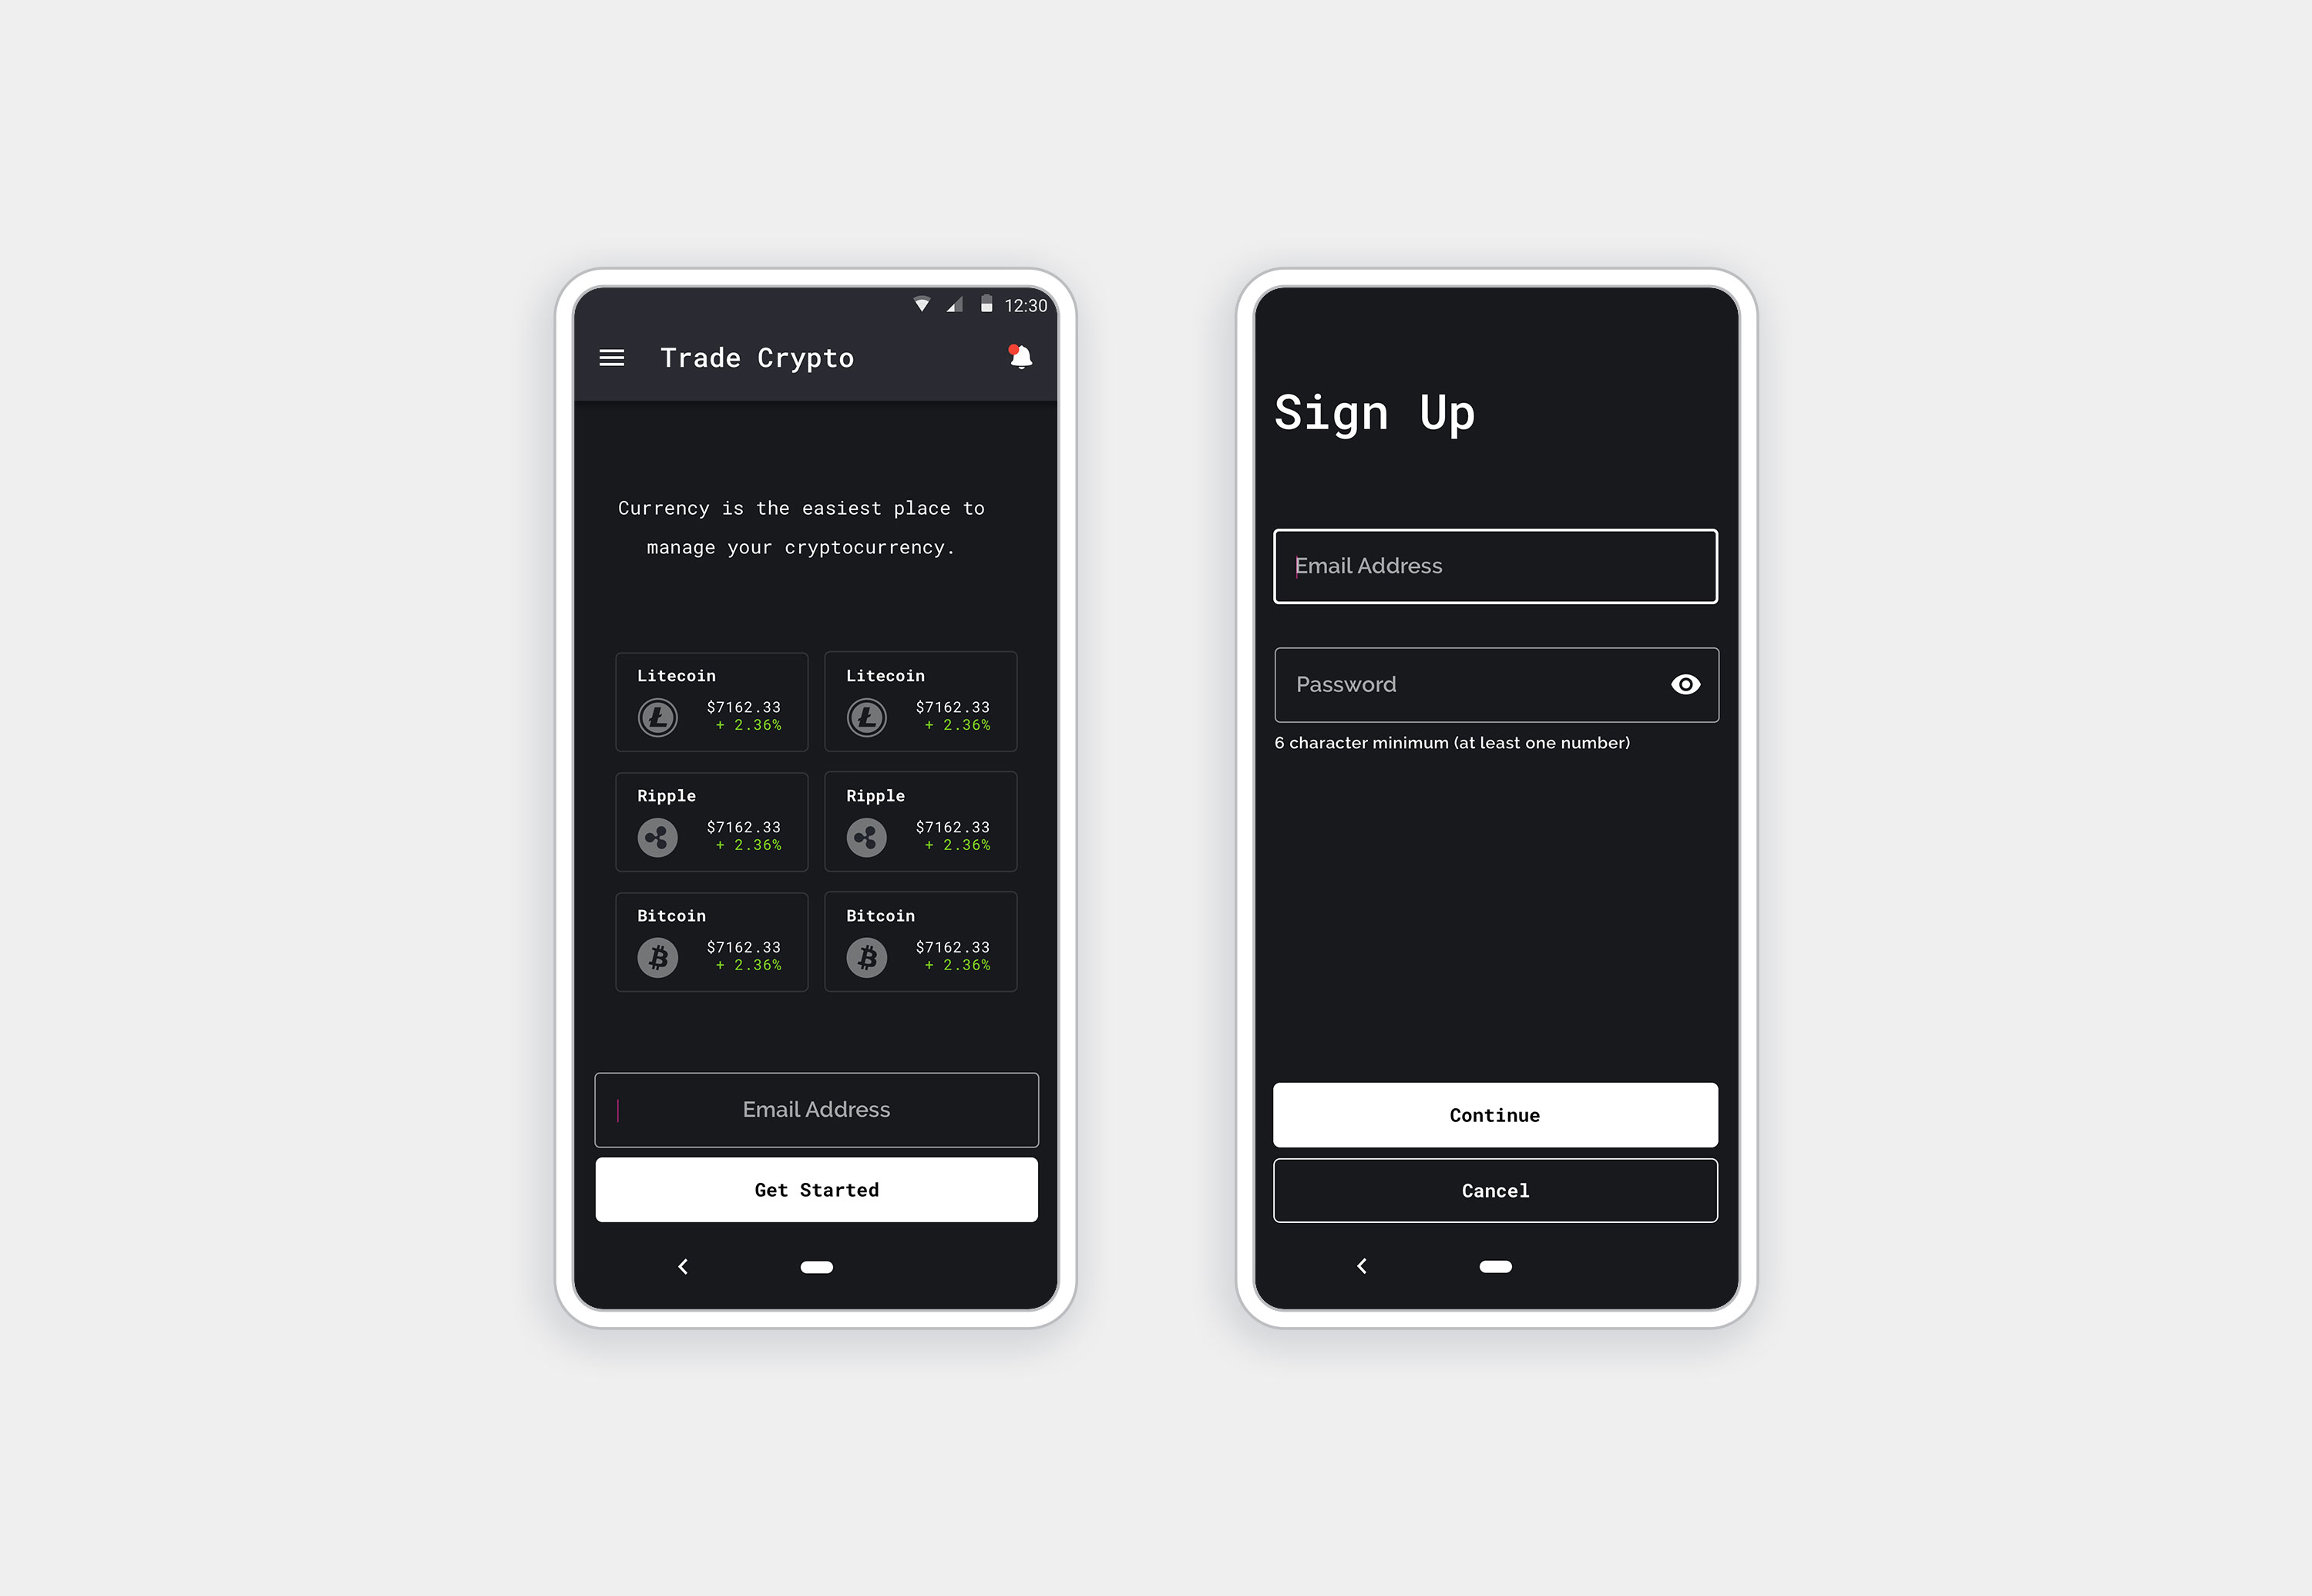 12:30
Trade Crypto
Currency is the easiest place to
manage your cryptocurrency.
Litecoin
$7162.33
+ 2.36%
Litecoin
$7162.33
+ 2.36%
Ripple
$7162.33
+ 2.36%
Ripple
$7162.33
+ 2.36%
Bitcoin
$7162.33
+ 2.36%
Bitcoin
$7162.33
+ 2.36%
Email Address
Get Started
Sign Up
Email Address
Password
6 character minimum (at least one number)
Continue
Cancel